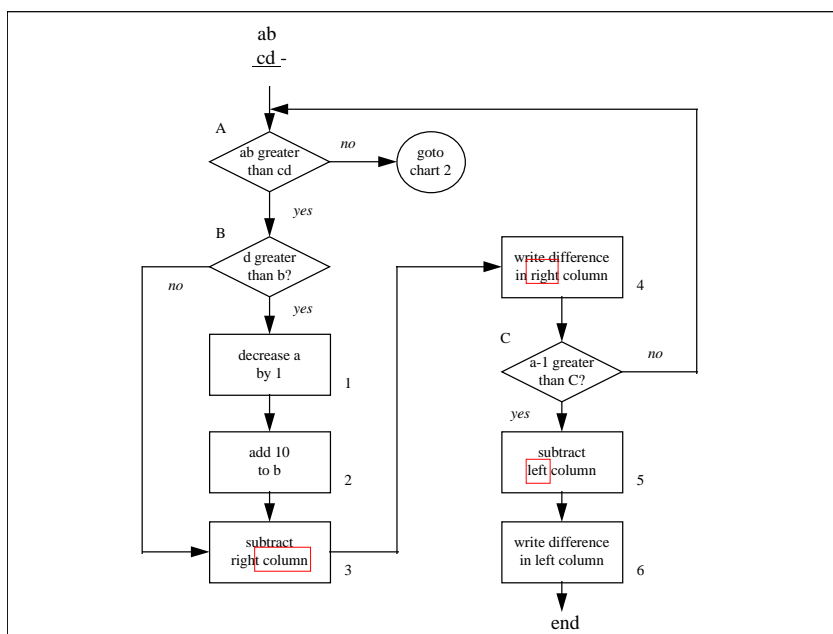 ab
cd -
A
ab greater
than cd
no
goto
chart 2
yes
B
d greater
than b?
no
yes
decrease a
by 1
1
add 10
to b
2
subtract
right column
3
write difference
in right column
4
C
a-1 greater
than C?
no
yes
subtract
left column
5
write difference
in left column
6
end